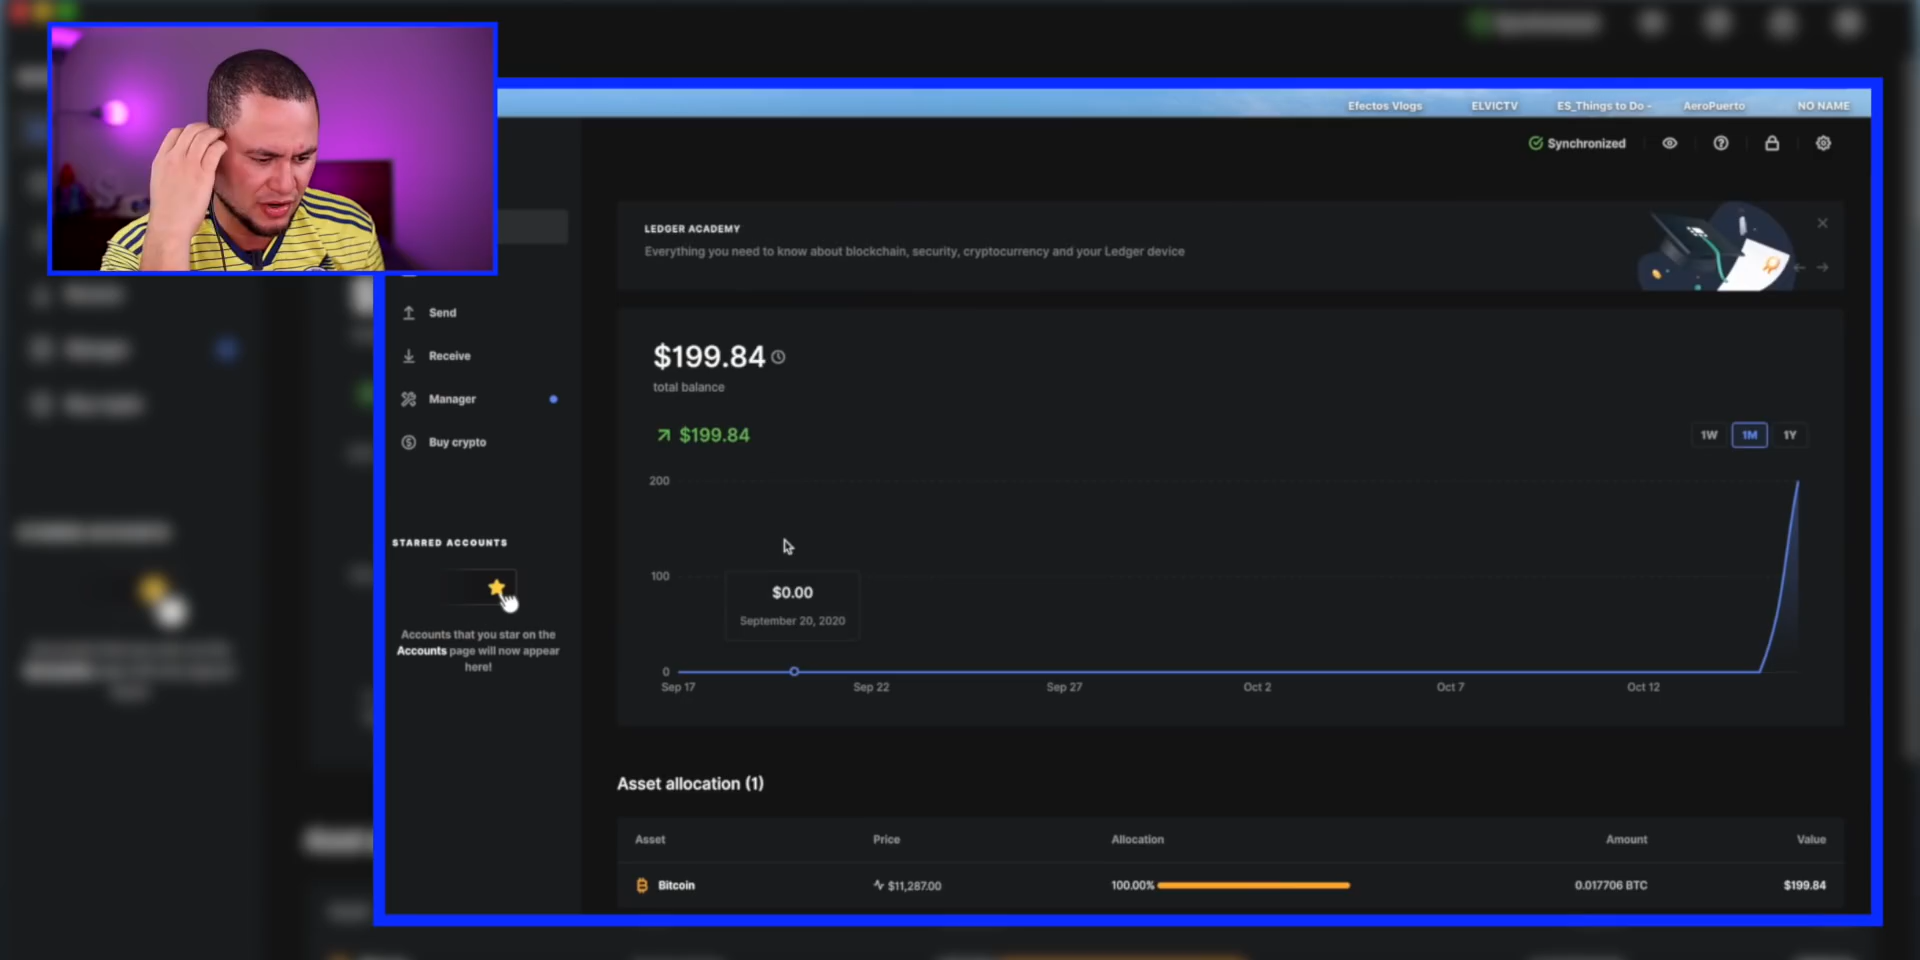 Efectos Vlogs ELVICTV ES_Things to Do - AeroPuerto NO NAME
Synchronized
LEDGER ACADEMY
Everything you need to know about blockchain, security, cryptocurrency and your Ledger device
Send
Receive
Manager
Buy crypto
STARRED ACCOUNTS
Accounts that you star on the
Accounts page will now appear
here!
$199.84
total balance
$199.84
1W 1M 1Y
200
100
0
$0.00
September 20, 2020
Sep 17 Sep 22 Sep 27 Oct 2 Oct 7 Oct 12
Asset allocation (1)
Asset Price Allocation Amount Value
Bitcoin $11,287.00 100.00% 0.017706 BTC $199.84